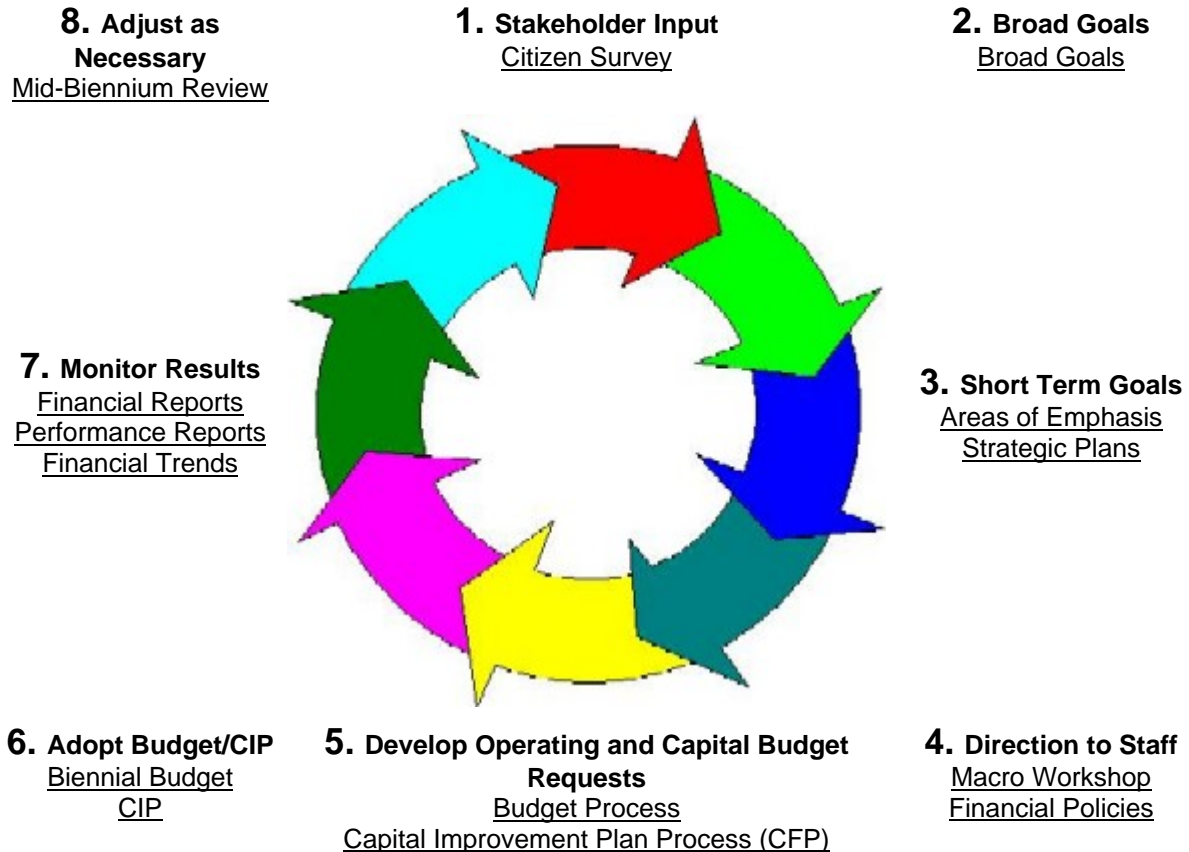 8. Adjust as
Necessary
Mid-Biennium Review
1. Stakeholder Input
Citizen Survey
2. Broad Goals
Broad Goals
3. Short Term Goals
Areas of Emphasis
Strategic Plans
7. Monitor Results
Financial Reports
Performance Reports
Financial Trends
6. Adopt Budget/CIP
Biennial Budget
CIP
5. Develop Operating and Capital Budget
Requests
Budget Process
Capital Improvement Plan Process (CFP)
4. Direction to Staff
Macro Workshop
Financial Policies